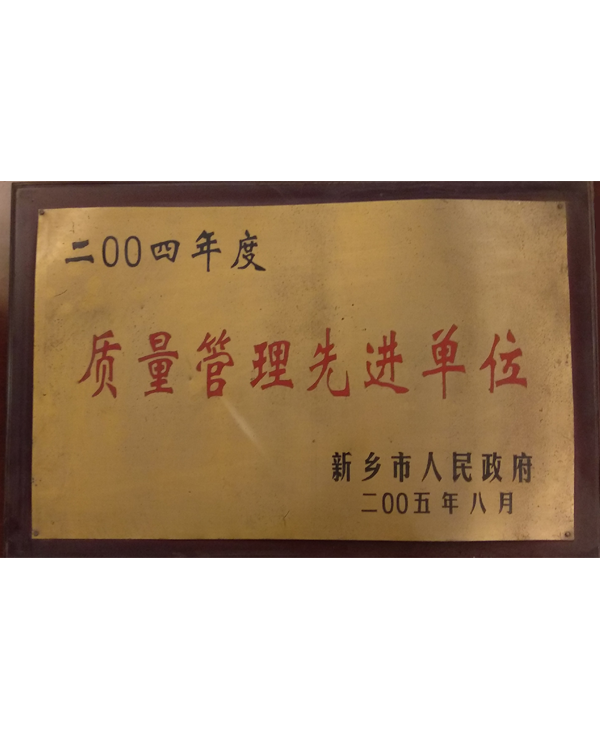 二00四年度
质量管理先进单位
新乡市人民政府
二00五年八月